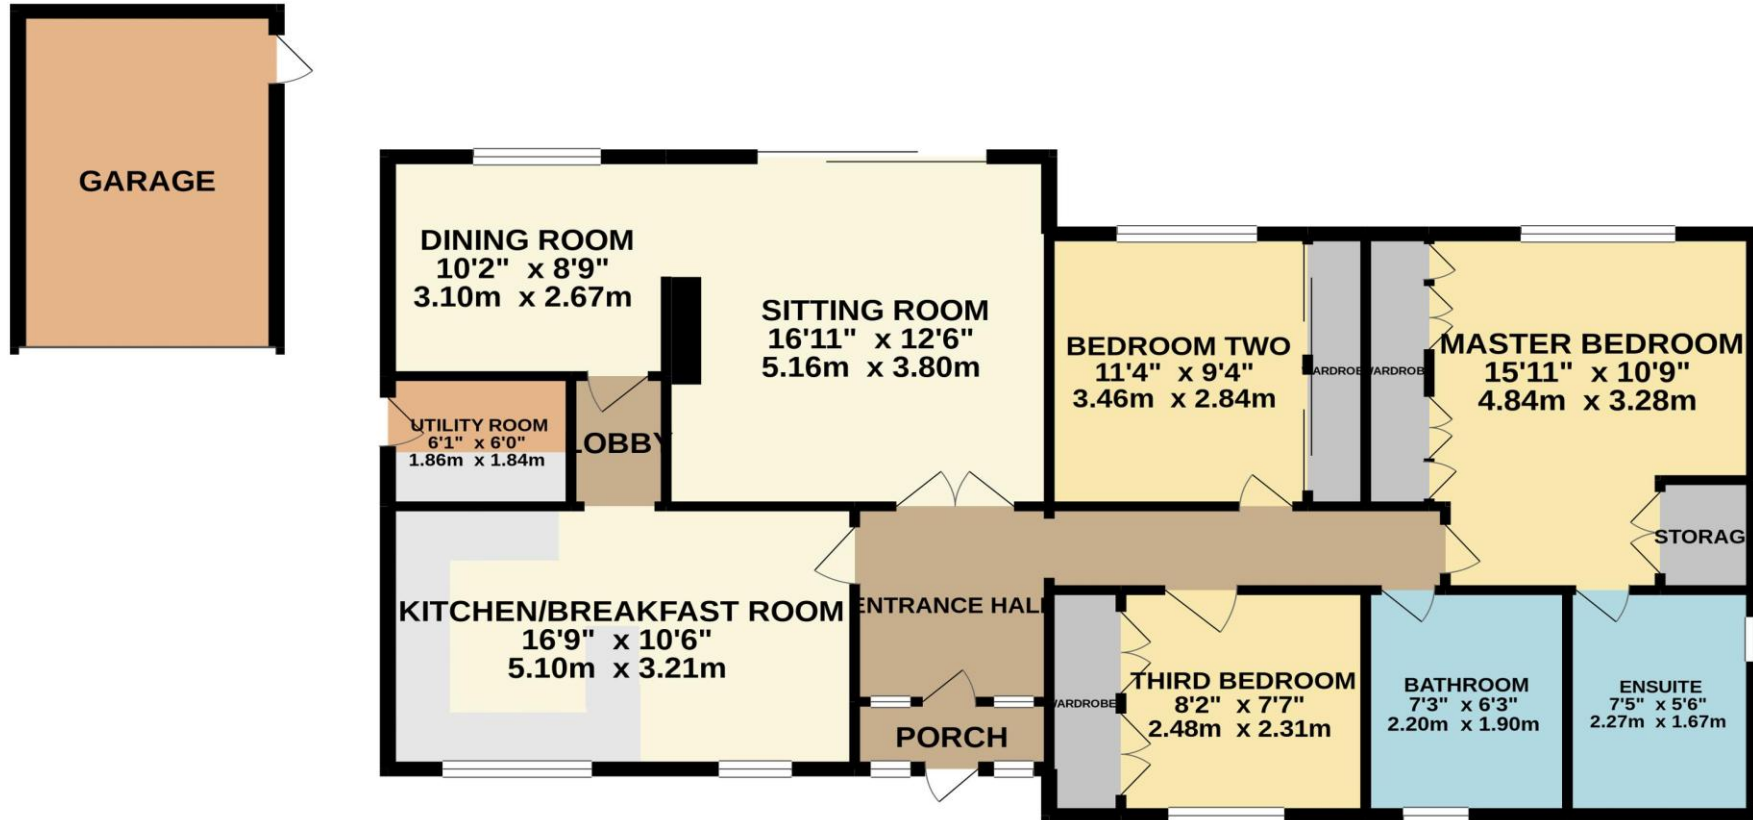 GARAGE
DINING ROOM
10'2" x 8'9"
3.10m x 2.67m
SITTING ROOM
16'11" x 12'6"
5.16m x 3.80m
BEDROOM TWO
11'4" x 9'4"
3.46m x 2.84m
WARDROBE
WARDROBE
MASTER BEDROOM
15'11" x 10'9"
4.84m x 3.28m
UTILITY ROOM
6'1" x 6'0"
1.86m x 1.84m
LOBBY
STORAG
KITCHEN/BREAKFAST ROOM
16'9" x 10'6"
5.10m x 3.21m
ENTRANCE HALL
PORCH
WARDROBE
THIRD BEDROOM
8'2" x 7'7"
2.48m x 2.31m
BATHROOM
7'3" x 6'3"
2.20m x 1.90m
ENSUITE
7'5" x 5'6"
2.27m x 1.67m